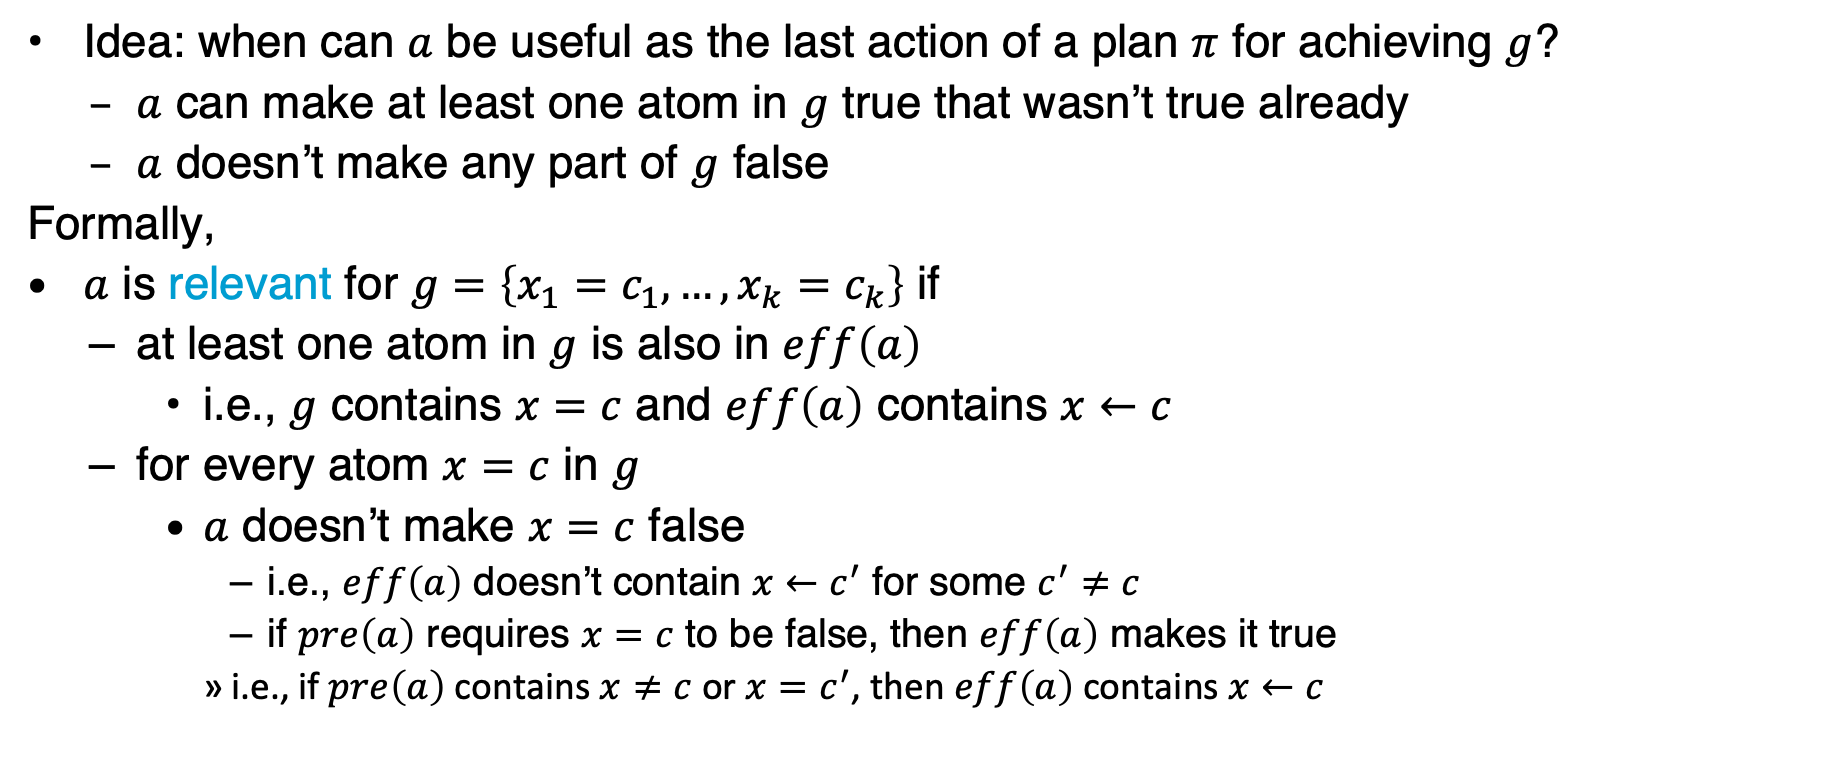 • Idea: when can 𝑎 be useful as the last action of a plan 𝜋 for achieving 𝑔?
– 𝑎 can make at least one atom in 𝑔 true that wasn’t true already
– 𝑎 doesn’t make any part of 𝑔 false
Formally,
• 𝑎 is relevant for 𝑔 = {𝑥₁ = 𝑐₁, … , 𝑥ₖ = 𝑐ₖ} if
– at least one atom in 𝑔 is also in 𝑒𝑓𝑓(𝑎)
• i.e., 𝑔 contains 𝑥 = 𝑐 and 𝑒𝑓𝑓(𝑎) contains 𝑥 ← 𝑐
– for every atom 𝑥 = 𝑐 in 𝑔
• 𝑎 doesn’t make 𝑥 = 𝑐 false
– i.e., 𝑒𝑓𝑓(𝑎) doesn’t contain 𝑥 ← 𝑐′ for some 𝑐′ ≠ 𝑐
– if 𝑝𝑟𝑒(𝑎) requires 𝑥 = 𝑐 to be false, then 𝑒𝑓𝑓(𝑎) makes it true
» i.e., if 𝑝𝑟𝑒(𝑎) contains 𝑥 ≠ 𝑐 or 𝑥 = 𝑐′, then 𝑒𝑓𝑓(𝑎) contains 𝑥 ← 𝑐